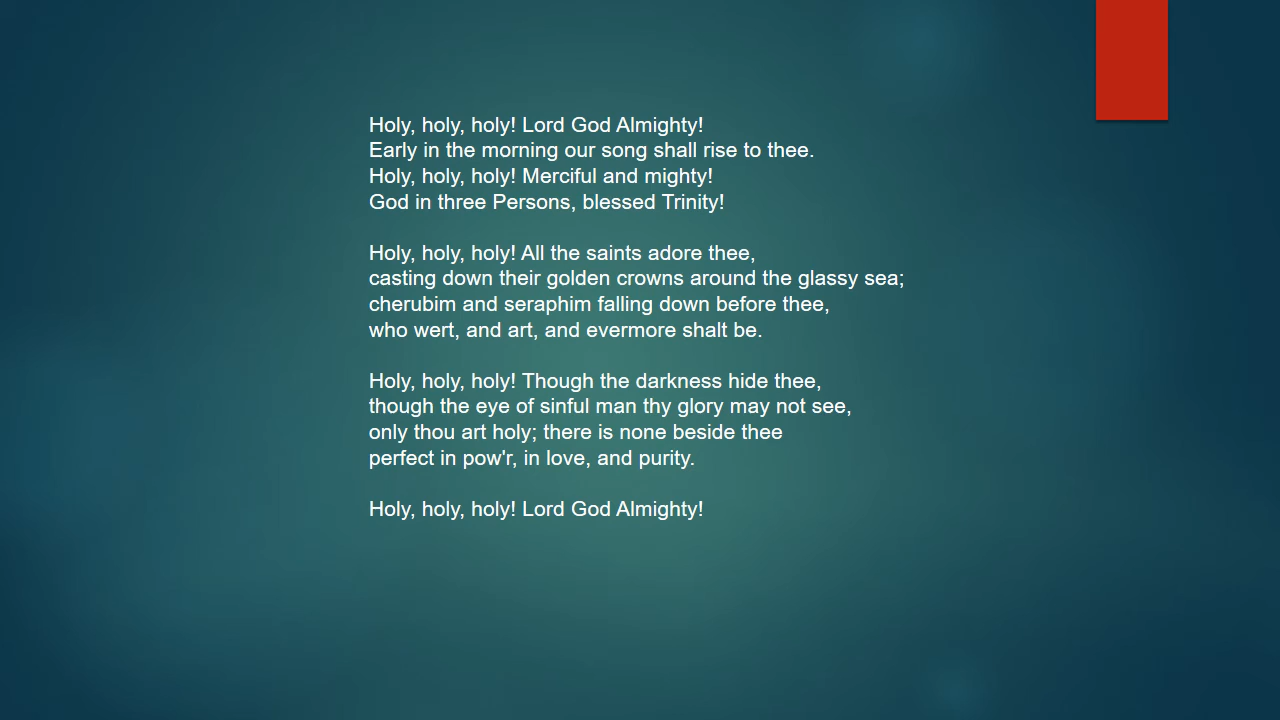 Holy, holy, holy! Lord God Almighty!
Early in the morning our song shall rise to thee.
Holy, holy, holy! Merciful and mighty!
God in three Persons, blessed Trinity!
Holy, holy, holy! All the saints adore thee,
casting down their golden crowns around the glassy sea;
cherubim and seraphim falling down before thee,
who wert, and art, and evermore shalt be.
Holy, holy, holy! Though the darkness hide thee,
though the eye of sinful man thy glory may not see,
only thou art holy; there is none beside thee
perfect in pow'r, in love, and purity.
Holy, holy, holy! Lord God Almighty!